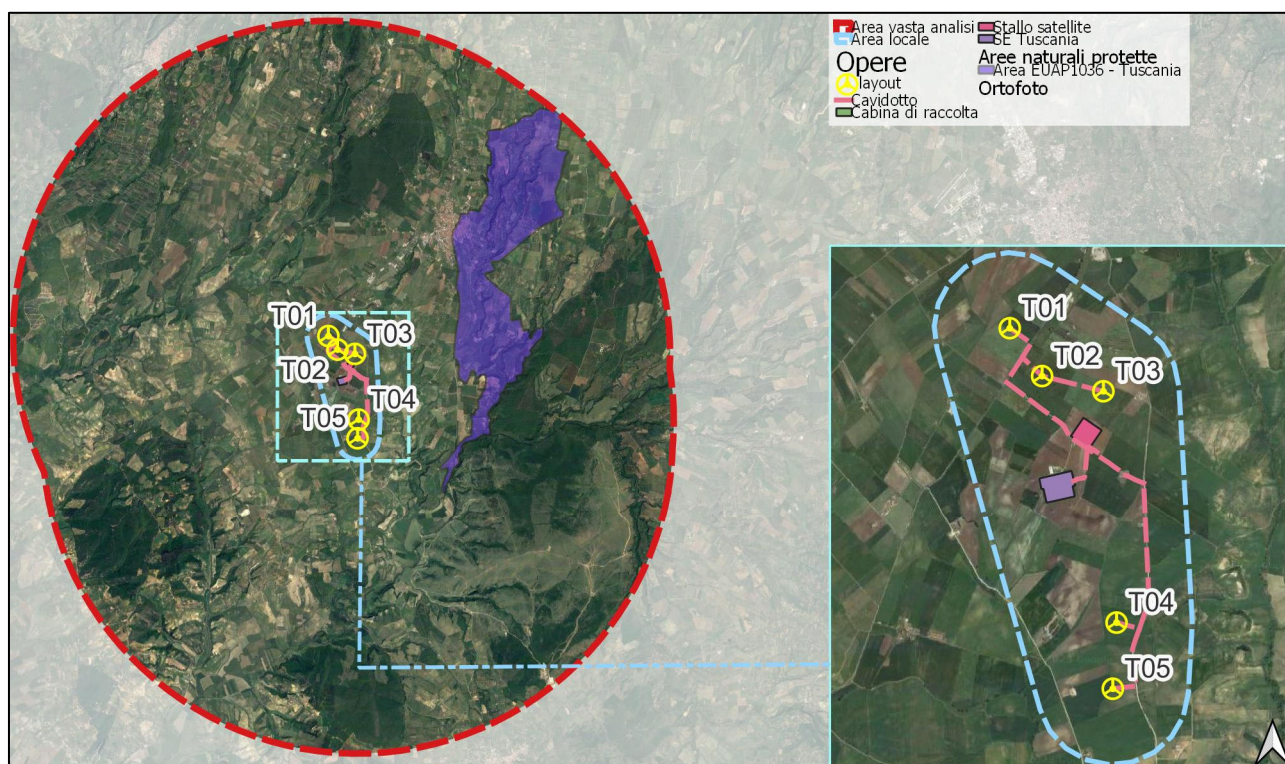 Area vasta analisi
Area locale
Opere
layout
Cavidotto
Cabina di raccolta
Stallo satellite
SE Tuscania
Aree naturali protette
Area EUAP1036 - Tuscania
Ortofoto
T01
T03
T02
T04
T05
T01
T02
T03
T04
T05